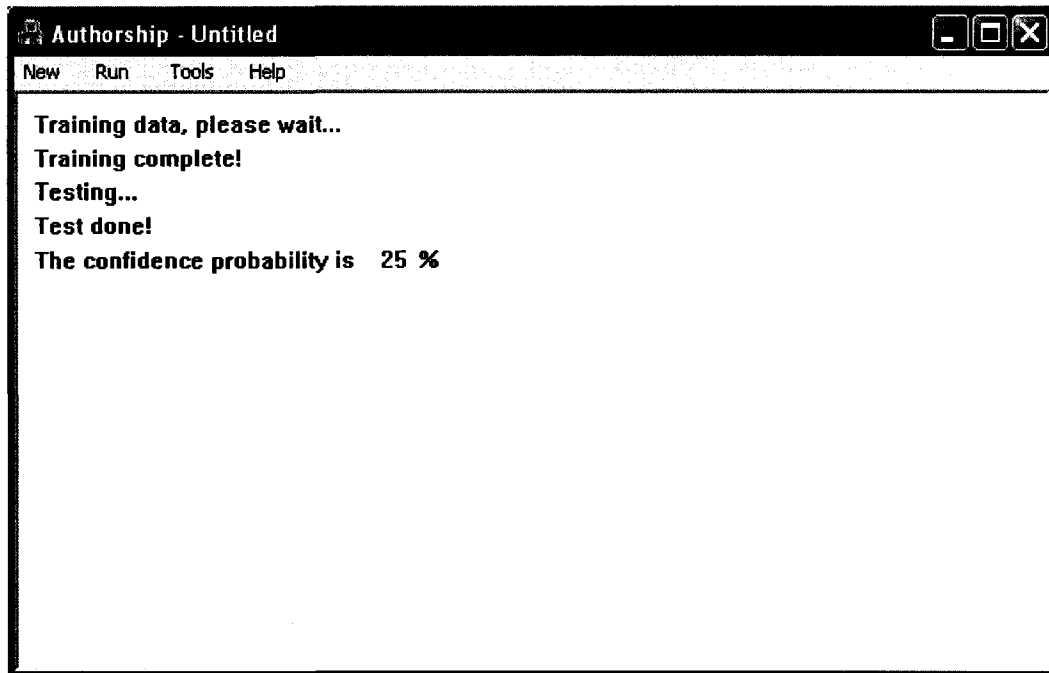 Authorship - Untitled
New Run Tools Help
Training data, please wait...
Training complete!
Testing...
Test done!
The confidence probability is 25 %